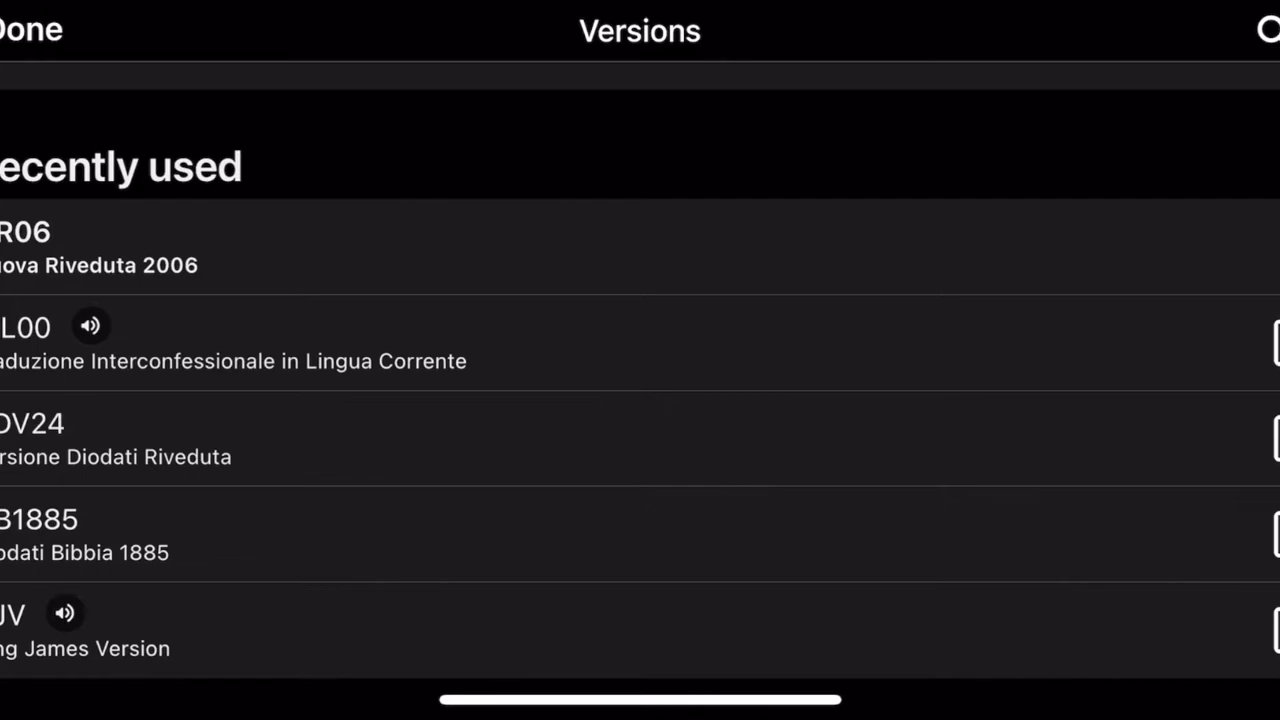 Done
Versions
ecently used
R06
uova Riveduta 2006
L00
aduzione Interconfessionale in Lingua Corrente
DV24
rsione Diodati Riveduta
B1885
odati Bibbia 1885
JV
ng James Version